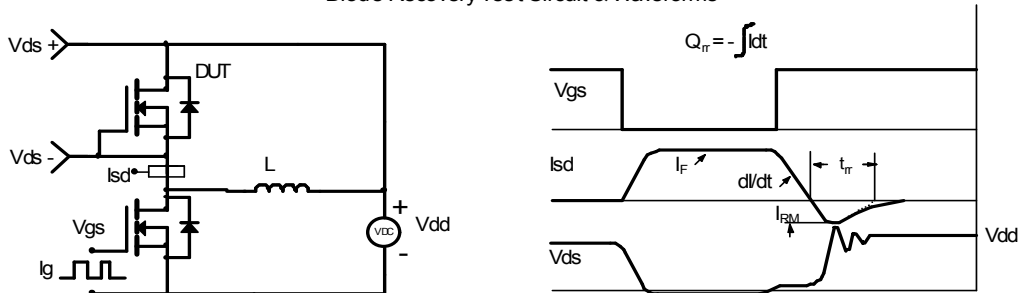 Diode Recovery Test Circuit & Waveforms
Vds +
DUT
Vds -
Isd
L
Vgs
Ig
VDC
+
Vdd
-
Qrr = - ∫Idt
Vgs
Isd
IF
dI/dt
trr
IRM
Vdd
Vds